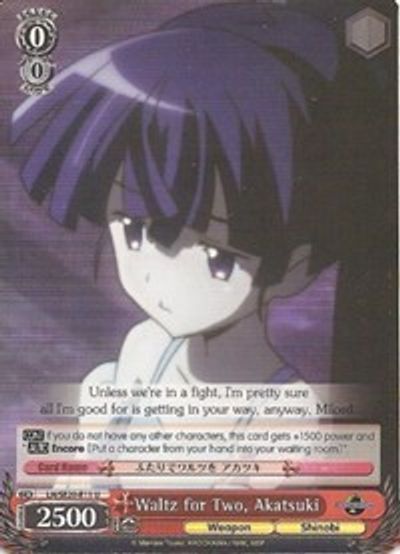 0
0
Unless we're in a fight, I'm pretty sure
all I'm good for is getting in your way, anyway, Milord.
CONT If you do not have any other characters, this card gets +1500 power and
"AUTO Encore [Put a character from your hand into your waiting room]".
Card Name ふたりでワルツを アカツキ
Waltz for Two, Akatsuki
2500
Weapon Shinobi